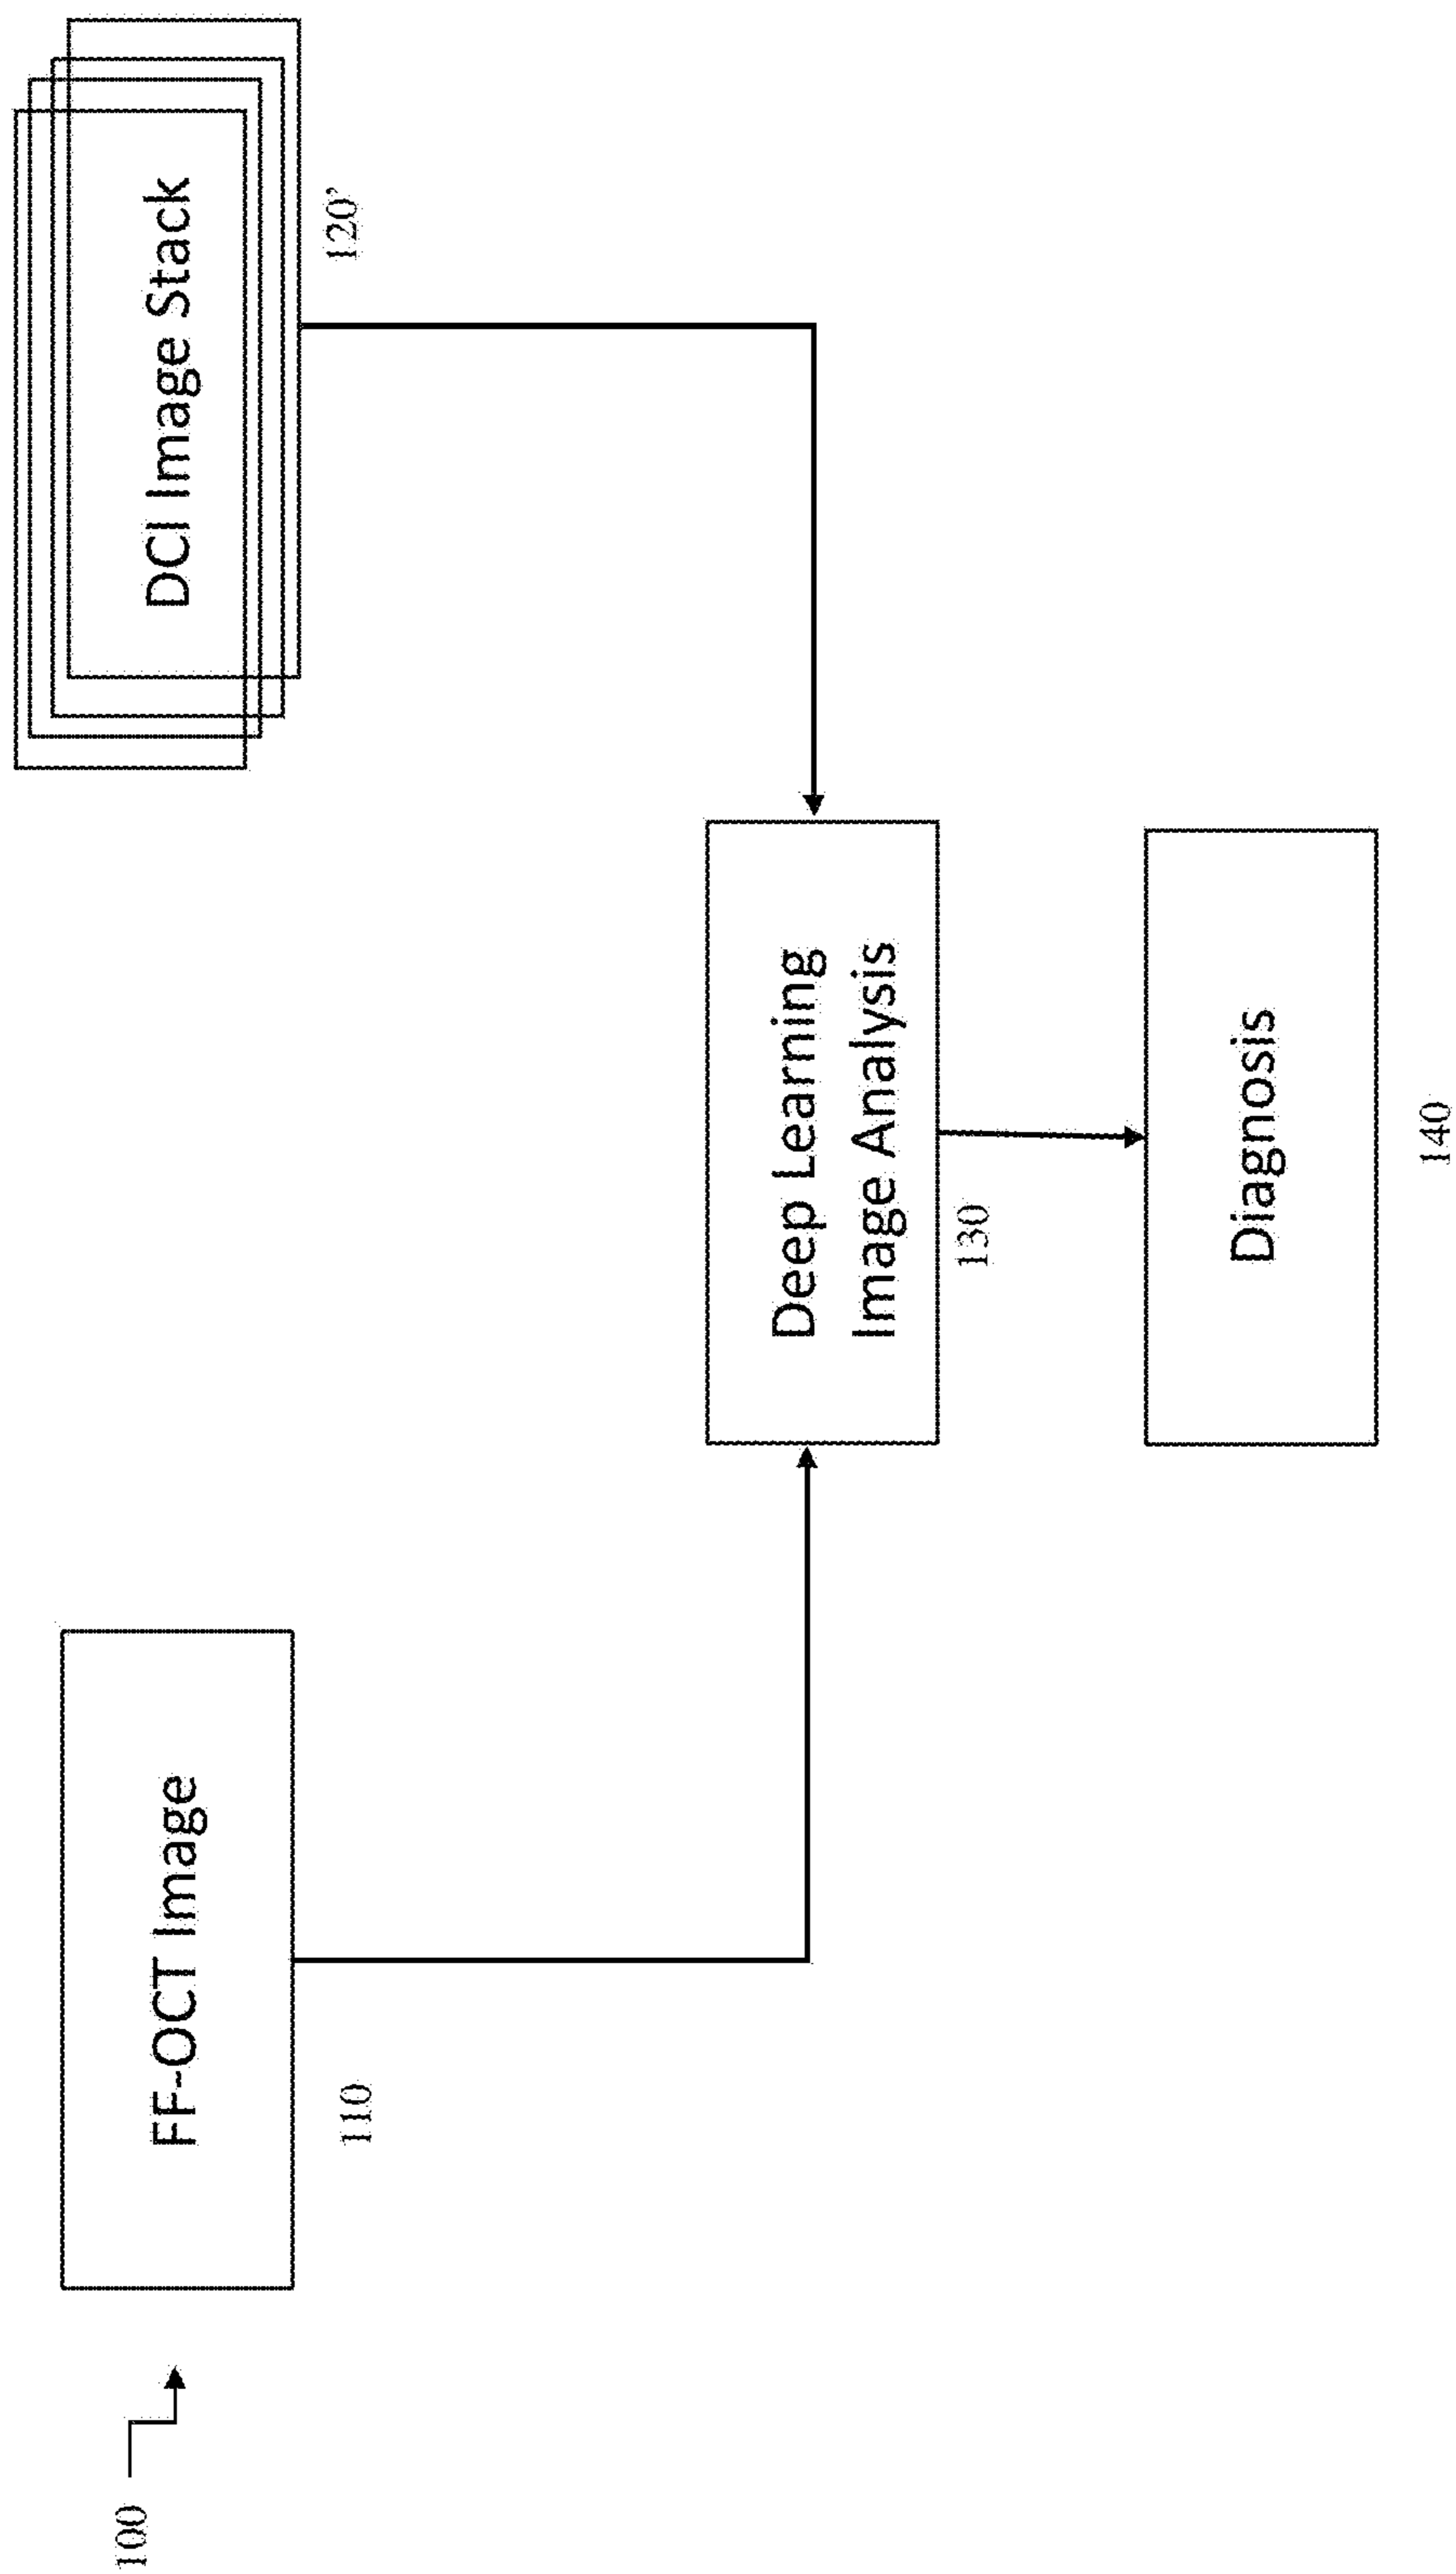 100
FF-OCT Image
110
DCI Image Stack
120’
Deep Learning
Image Analysis
130
Diagnosis
140